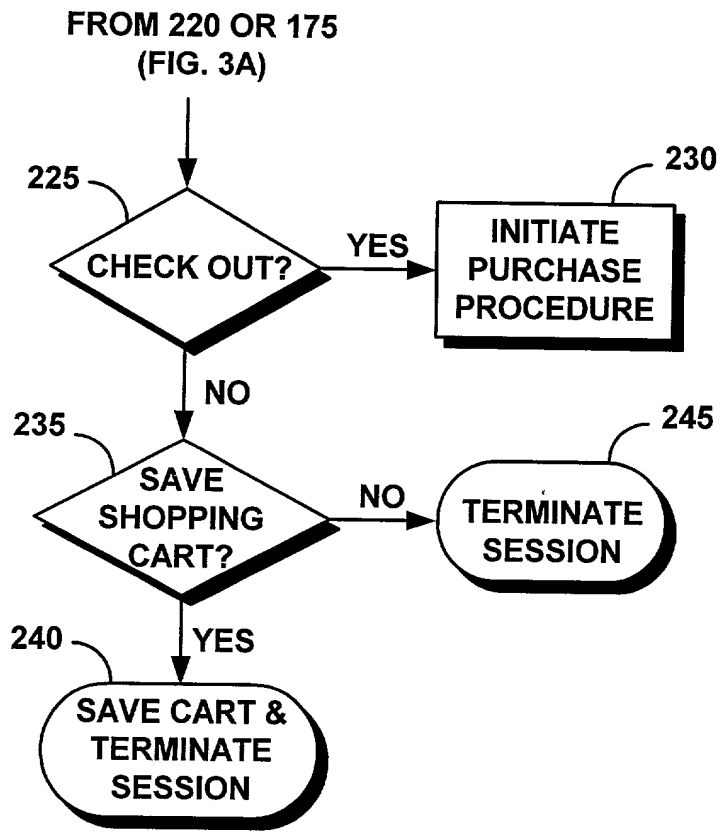 FROM 220 OR 175
(FIG. 3A)
225
CHECK OUT?
YES
230
INITIATE
PURCHASE
PROCEDURE
NO
235
SAVE
SHOPPING
CART?
NO
245
TERMINATE
SESSION
YES
240
SAVE CART &
TERMINATE
SESSION